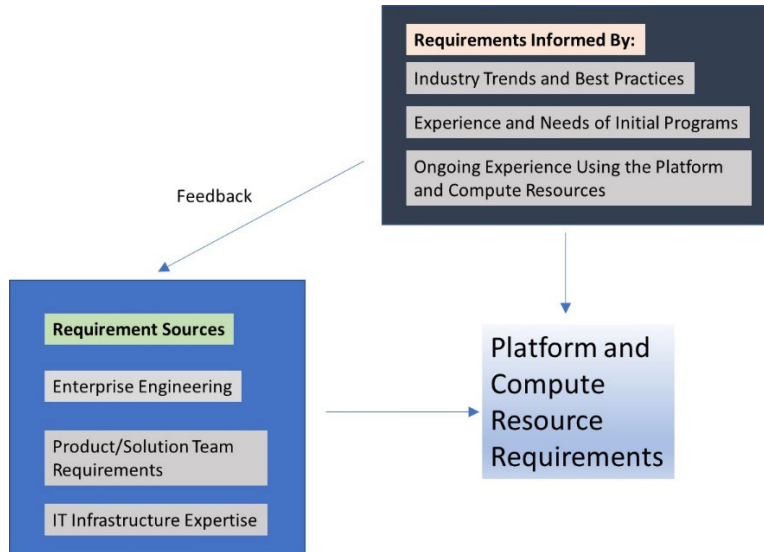 Requirements Informed By:
Industry Trends and Best Practices
Experience and Needs of Initial Programs
Ongoing Experience Using the Platform
and Compute Resources
Feedback
Requirement Sources
Enterprise Engineering
Product/Solution Team
Requirements
IT Infrastructure Expertise
Platform and
Compute
Resource
Requirements